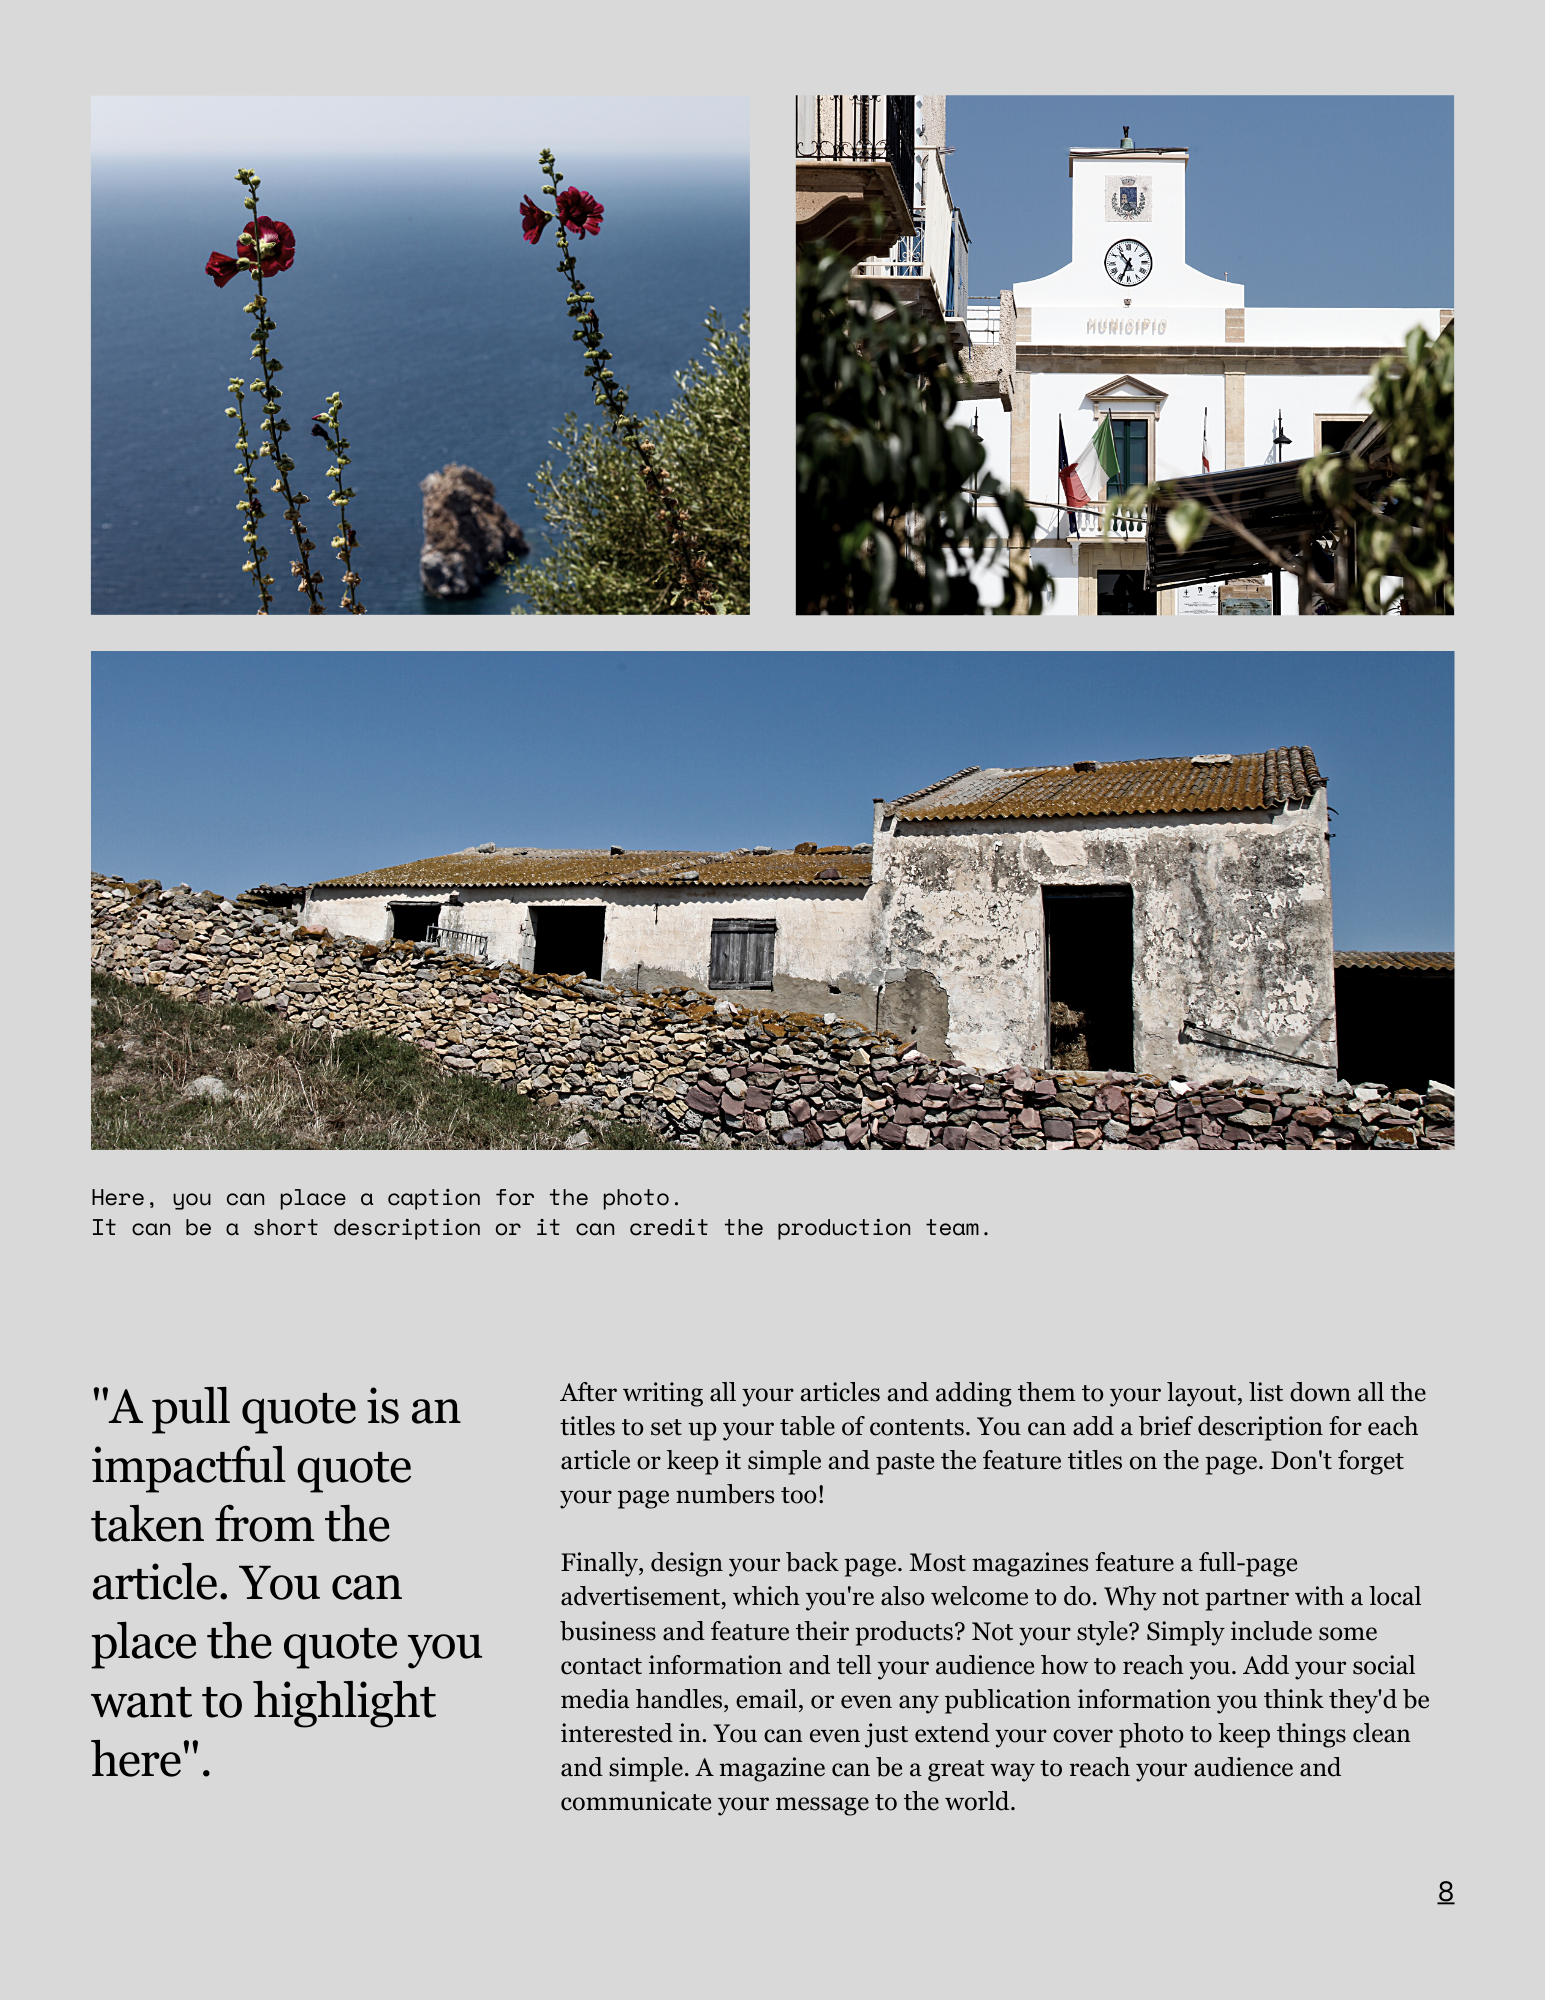 MUNICIPIO
Here, you can place a caption for the photo.
It can be a short description or it can credit the production team.
"A pull quote is an
impactful quote
taken from the
article. You can
place the quote you
want to highlight
here".
After writing all your articles and adding them to your layout, list down all the
titles to set up your table of contents. You can add a brief description for each
article or keep it simple and paste the feature titles on the page. Don't forget
your page numbers too!
Finally, design your back page. Most magazines feature a full-page
advertisement, which you're also welcome to do. Why not partner with a local
business and feature their products? Not your style? Simply include some
contact information and tell your audience how to reach you. Add your social
media handles, email, or even any publication information you think they'd be
interested in. You can even just extend your cover photo to keep things clean
and simple. A magazine can be a great way to reach your audience and
communicate your message to the world.
8